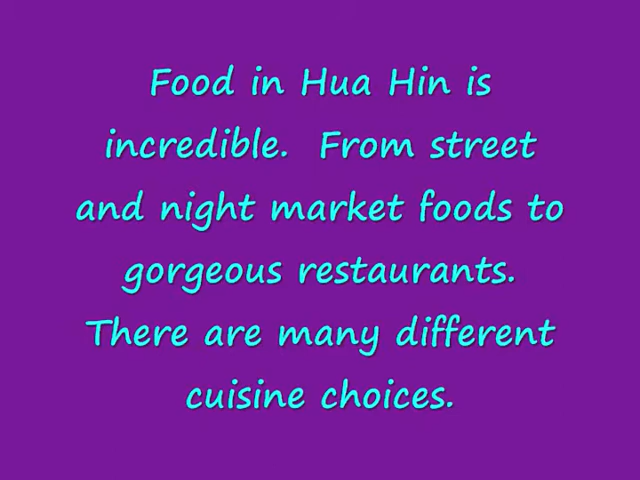 Food in Hua Hin is
incredible. From street
and night market foods to
gorgeous restaurants.
There are many different
cuisine choices.